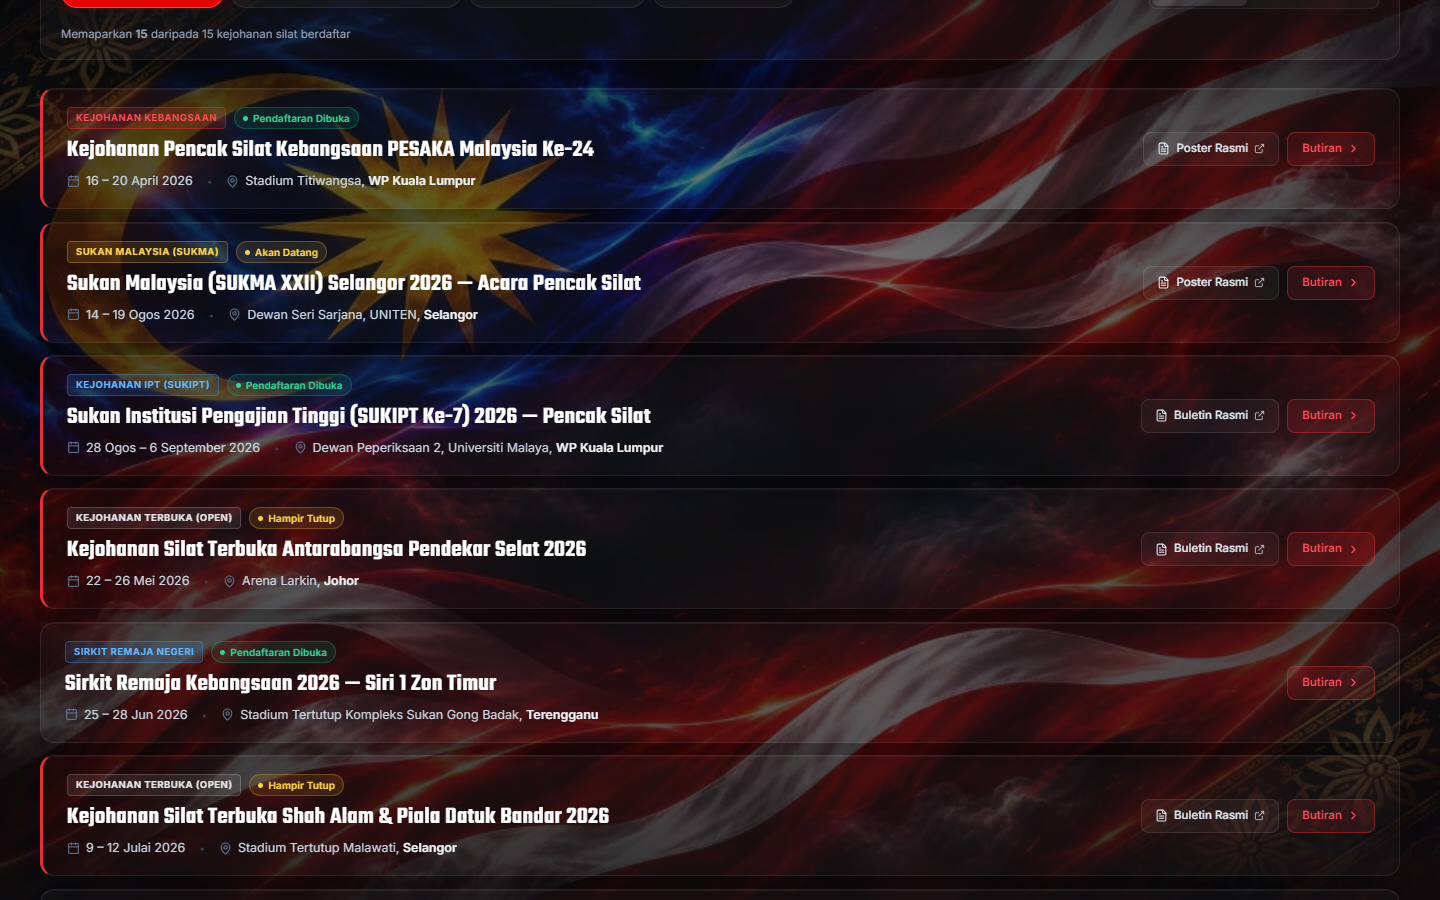 Memaparkan 15 daripada 15 kejohanan silat berdaftar
KEJOHANAN KEBANGSAAN
Pendaftaran Dibuka
Kejohanan Pencak Silat Kebangsaan PESAKA Malaysia Ke-24
16 – 20 April 2026
Stadium Titiwangsa, WP Kuala Lumpur
Poster Rasmi
Butiran
SUKAN MALAYSIA (SUKMA)
Akan Datang
Sukan Malaysia (SUKMA XXII) Selangor 2026 — Acara Pencak Silat
14 – 19 Ogos 2026
Dewan Seri Sarjana, UNITEN, Selangor
Poster Rasmi
Butiran
KEJOHANAN IPT (SUKIPT)
Pendaftaran Dibuka
Sukan Institusi Pengajian Tinggi (SUKIPT Ke-7) 2026 — Pencak Silat
28 Ogos – 6 September 2026
Dewan Peperiksaan 2, Universiti Malaya, WP Kuala Lumpur
Buletin Rasmi
Butiran
KEJOHANAN TERBUKA (OPEN)
Hampir Tutup
Kejohanan Silat Terbuka Antarabangsa Pendekar Selat 2026
22 – 26 Mei 2026
Arena Larkin, Johor
Buletin Rasmi
Butiran
SIRKIT REMAJA NEGERI
Pendaftaran Dibuka
Sirkit Remaja Kebangsaan 2026 — Siri 1 Zon Timur
25 – 28 Jun 2026
Stadium Tertutup Kompleks Sukan Gong Badak, Terengganu
Butiran
KEJOHANAN TERBUKA (OPEN)
Hampir Tutup
Kejohanan Silat Terbuka Shah Alam & Piala Datuk Bandar 2026
9 – 12 Julai 2026
Stadium Tertutup Malawati, Selangor
Buletin Rasmi
Butiran